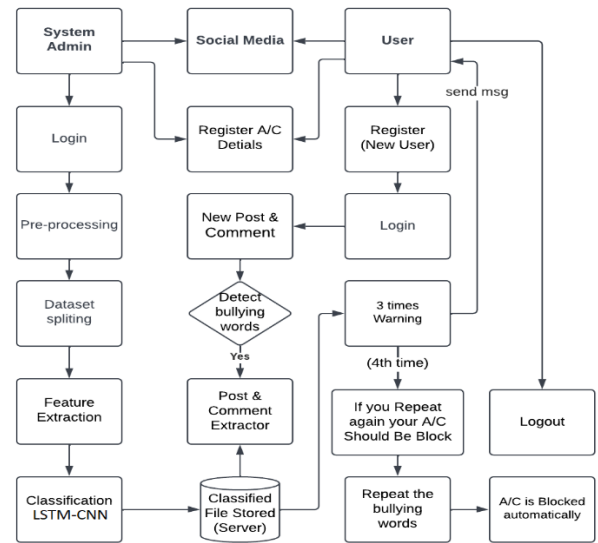 System
Admin
Social Media
User
send msg
Login
Register A/C
Detials
Register
(New User)
Pre-processing
New Post &
Comment
Login
Dataset
spliting
Detect
bullying
words
3 times
Warning
Yes
(4th time)
Feature
Extraction
Post &
Comment
Extractor
If you Repeat
again your A/C
Should Be Block
Logout
Classification
LSTM-CNN
Classified
File Stored
(Server)
Repeat the
bullying
words
A/C is Blocked
automatically